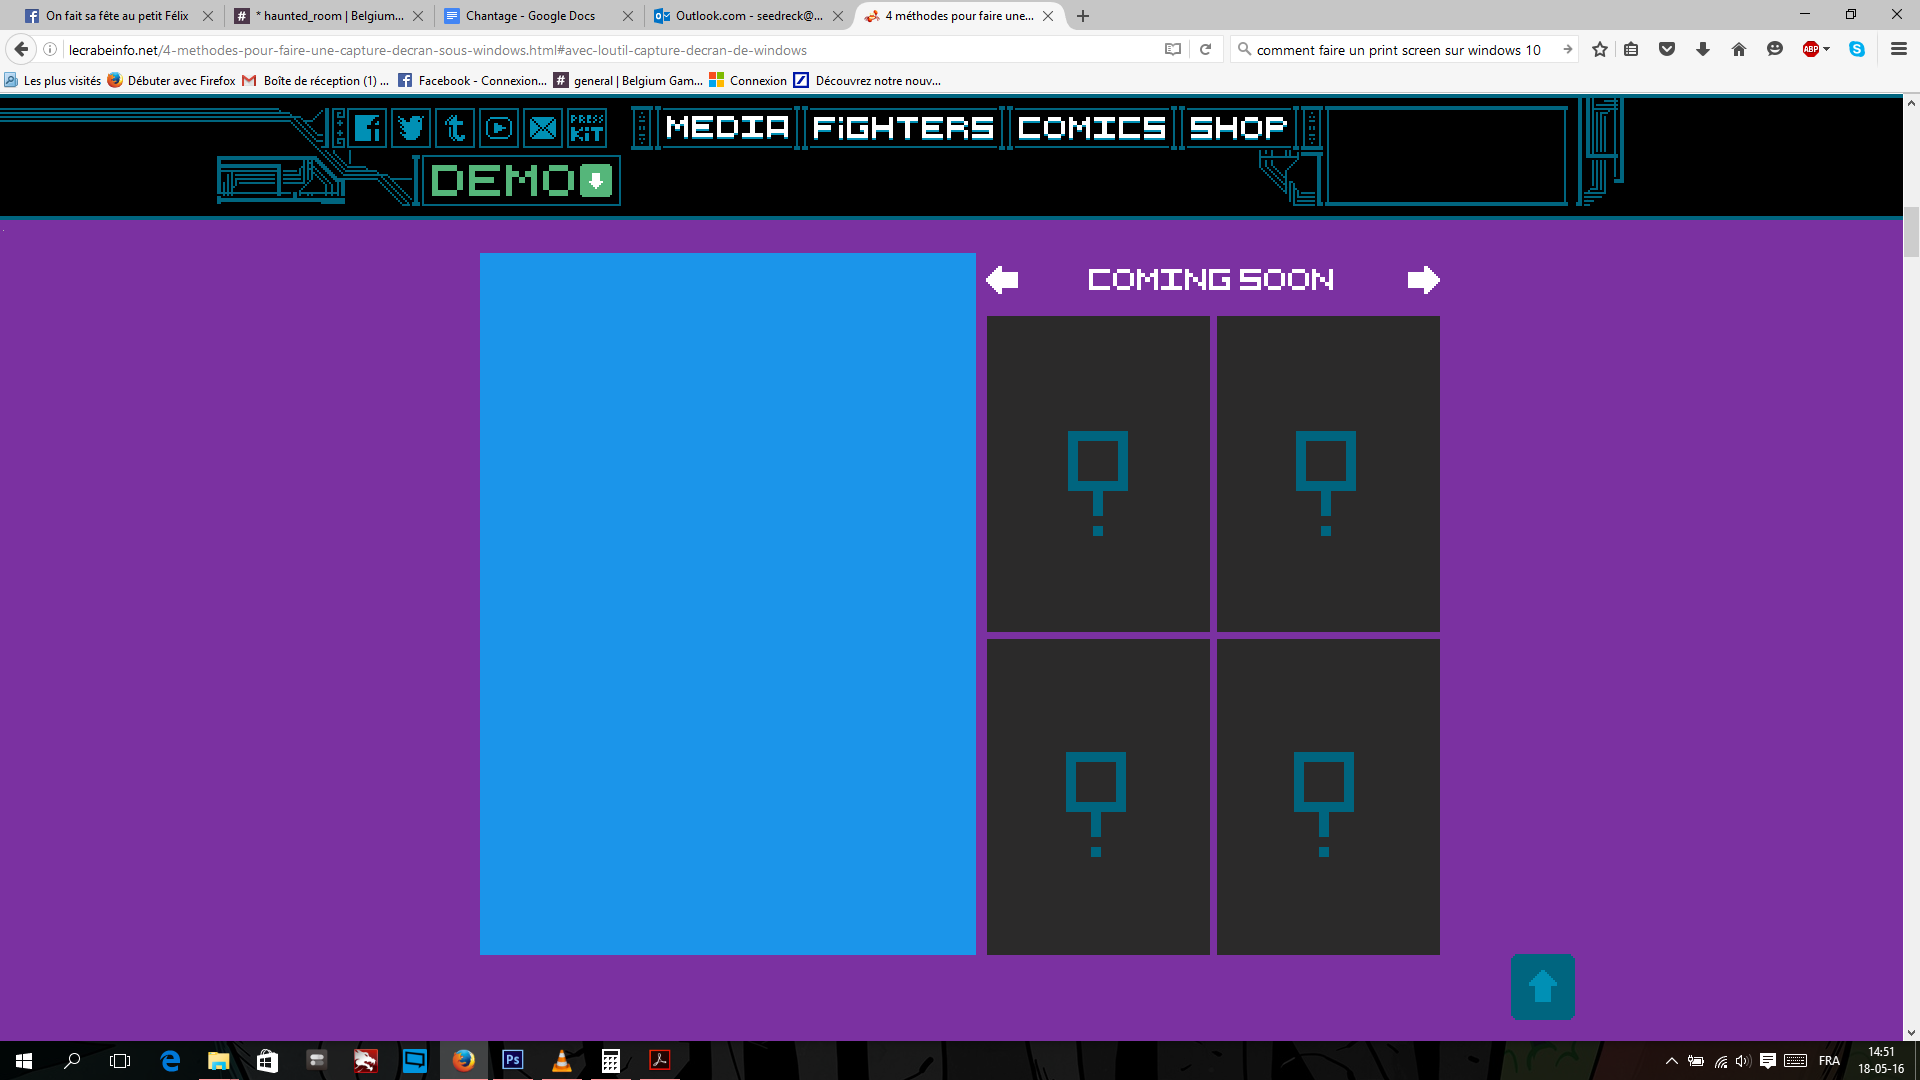 On fait sa fête au petit Félix
* haunted_room | Belgium...
Chantage - Google Docs
Outlook.com - seedreck@...
4 méthodes pour faire une...
lecrabeinfo.net/4-methodes-pour-faire-une-capture-decran-sous-windows.html#avec-loutil-capture-decran-de-windows
comment faire un print screen sur windows 10
Les plus visités
Débuter avec Firefox
Boîte de réception (1) ...
Facebook - Connexion...
general | Belgium Gam...
Connexion
Découvrez notre nouv...
PRESS
KIT
MEDIA
FiGHTERS
COMICS
SHOP
DEMO
COMING SOON
FRA
14:51
18-05-16